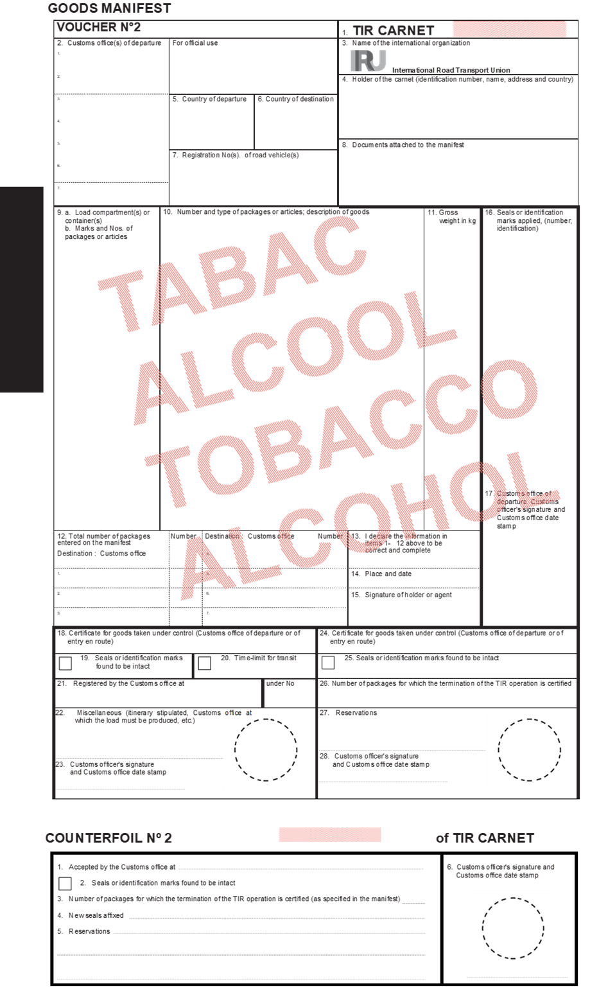 GOODS MANIFEST
VOUCHER N°2
1. TIR CARNET
2. Customs office(s) of departure
1.
2.
3.
4.
5.
6.
7.
For official use
3. Name of the international organization
IRU
International Road Transport Union
4. Holder of the carnet (identification number, name, address and country)
5. Country of departure
6. Country of destination
7. Registration No(s). of road vehicle(s)
8. Documents attached to the manifest
9. a. Load compartment(s) or
container(s)
b. Marks and Nos. of
packages or articles
10. Number and type of packages or articles; description of goods
11. Gross
weight in kg
16. Seals or identification
marks applied, (number,
identification)
TABAC
ALCOOL
TOBACCO
ALCOHOL
17. Customs office of
departure. Customs
officer's signature and
Customs office date
stamp
12. Total number of packages
entered on the manifest
Destination : Customs office
Number
Destination : Customs office
Number
1.
2.
3.
4.
5.
6.
7.
13. I declare the information in
items 1- 12 above to be
correct and complete
14. Place and date
15. Signature of holder or agent
18. Certificate for goods taken under control (Customs office of departure or of
entry en route)
19. Seals or identification marks
found to be intact
20. Time-limit for transit
21. Registered by the Customs office at
under No
22. Miscellaneous (itinerary stipulated, Customs office at
which the load must be produced, etc.)
23. Customs officer's signature
and Customs office date stamp
24. Certificate for goods taken under control (Customs office of departure or of
entry en route)
25. Seals or identification marks found to be intact
26. Number of packages for which the termination of the TIR operation is certified
27. Reservations
28. Customs officer's signature
and Customs office date stamp
COUNTERFOIL Nº 2
of TIR CARNET
1. Accepted by the Customs office at
2. Seals or identification marks found to be intact
3. Number of packages for which the termination of the TIR operation is certified (as specified in the manifest)
4. New seals affixed
5. Reservations
6. Customs officer's signature and
Customs office date stamp